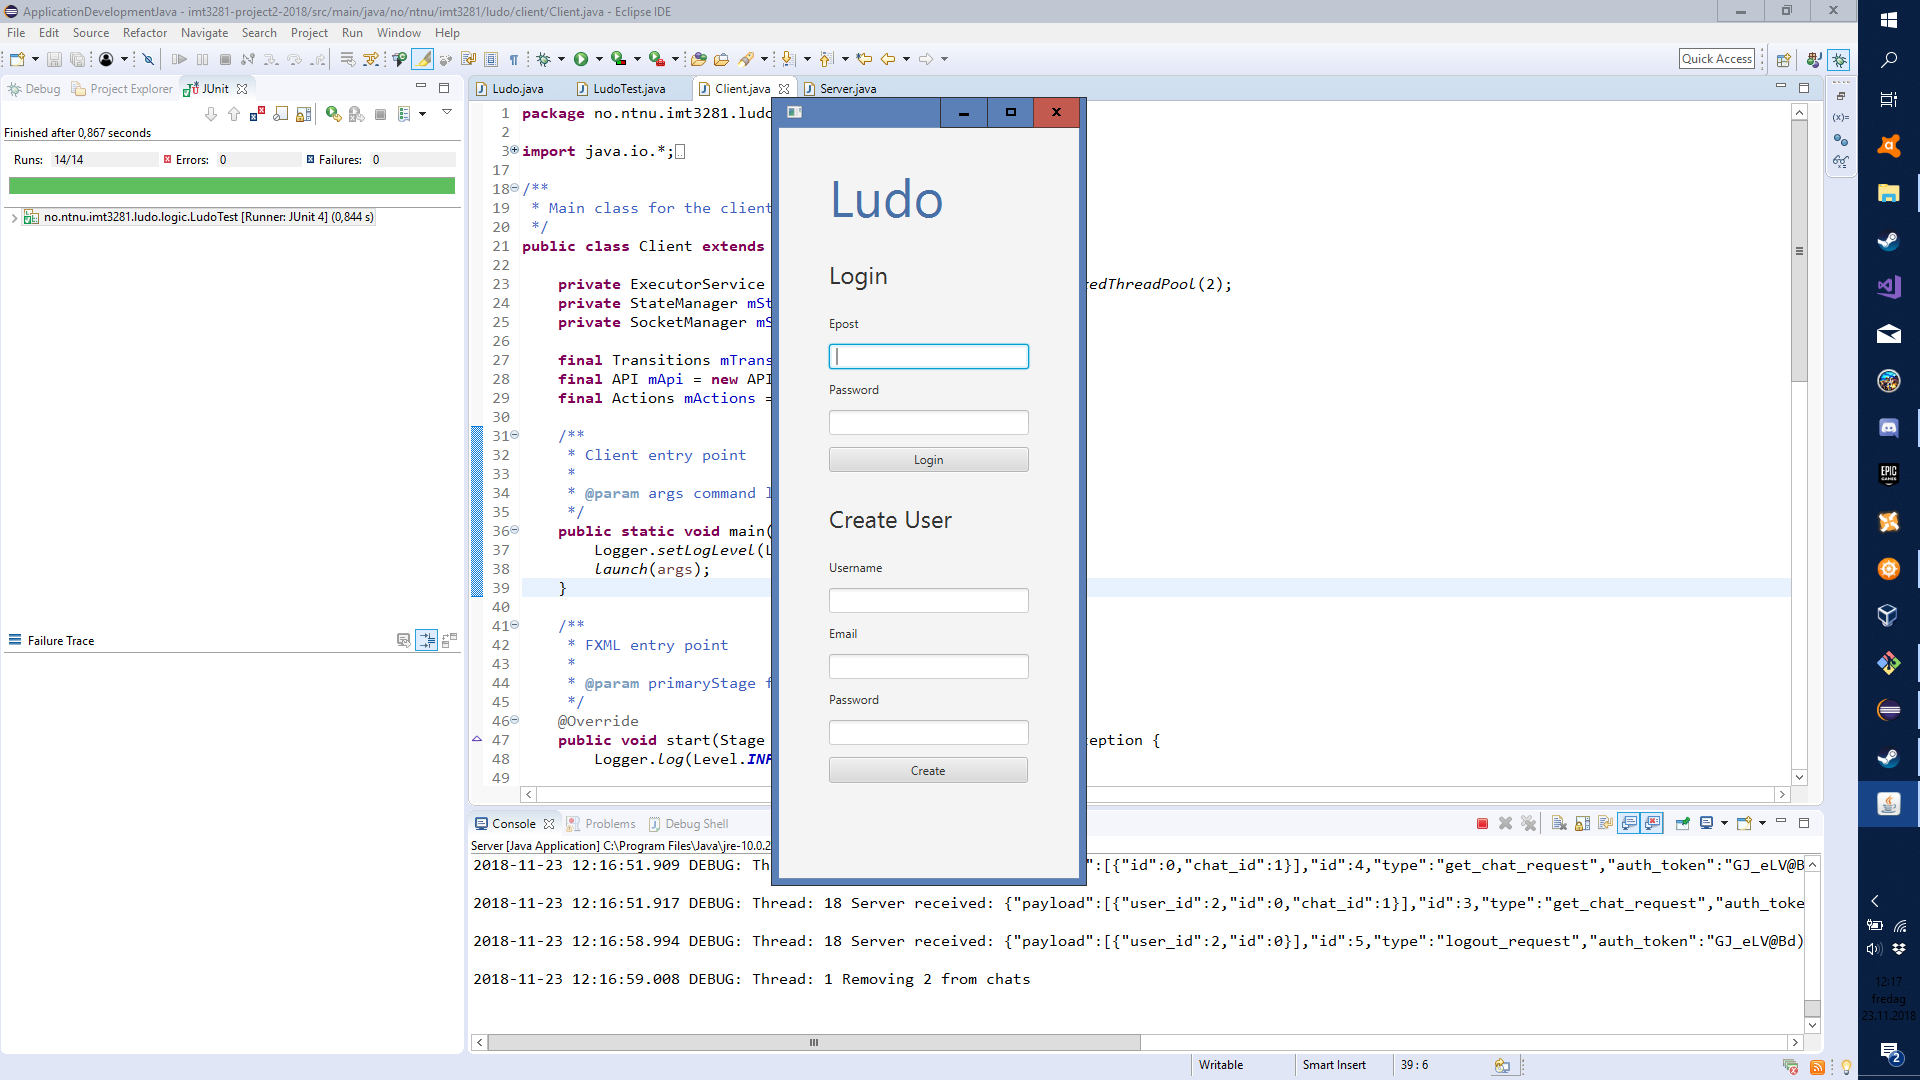 ApplicationDevelopmentJava - imt3281-project2-2018/src/main/java/no/ntnu/imt3281/ludo/client/Client.java - Eclipse IDE
File Edit Source Refactor Navigate Search Project Run Window Help
Quick Access
Debug Project Explorer JUnit
Finished after 0,867 seconds
Runs: 14/14 Errors: 0 Failures: 0
no.ntnu.imt3281.ludo.logic.LudoTest [Runner: JUnit 4] (0,844 s)
Failure Trace
Ludo.java LudoTest.java Client.java Server.java
1 package no.ntnu.imt3281.ludo
2
3 import java.io.*;
17
18 /**
19 * Main class for the client
20 */
21 public class Client extends
22
23 private ExecutorService edThreadPool(2);
24 private StateManager mSt
25 private SocketManager mS
26
27 final Transitions mTrans
28 final API mApi = new API
29 final Actions mActions =
30
31 /**
32 * Client entry point
33 *
34 * @param args command l
35 */
36 public static void main(
37 Logger.setLogLevel(L
38 launch(args);
39 }
40
41 /**
42 * FXML entry point
43 *
44 * @param primaryStage f
45 */
46 @Override
47 public void start(Stage eption {
48 Logger.log(Level.INF
49
Ludo
Login
Epost
Password
Login
Create User
Username
Email
Password
Create
Console Problems Debug Shell
Server [Java Application] C:\Program Files\Java\jre-10.0.2
2018-11-23 12:16:51.909 DEBUG: Th ":[{"id":0,"chat_id":1}],"id":4,"type":"get_chat_request","auth_token":"GJ_eLV@B
2018-11-23 12:16:51.917 DEBUG: Thread: 18 Server received: {"payload":[{"user_id":2,"id":0,"chat_id":1}],"id":3,"type":"get_chat_request","auth_toke
2018-11-23 12:16:58.994 DEBUG: Thread: 18 Server received: {"payload":[{"user_id":2,"id":0}],"id":5,"type":"logout_request","auth_token":"GJ_eLV@Bd)
2018-11-23 12:16:59.008 DEBUG: Thread: 1 Removing 2 from chats
Writable Smart Insert 39 : 6
EPIC GAMES
12:17
fredag
23.11.2018
2